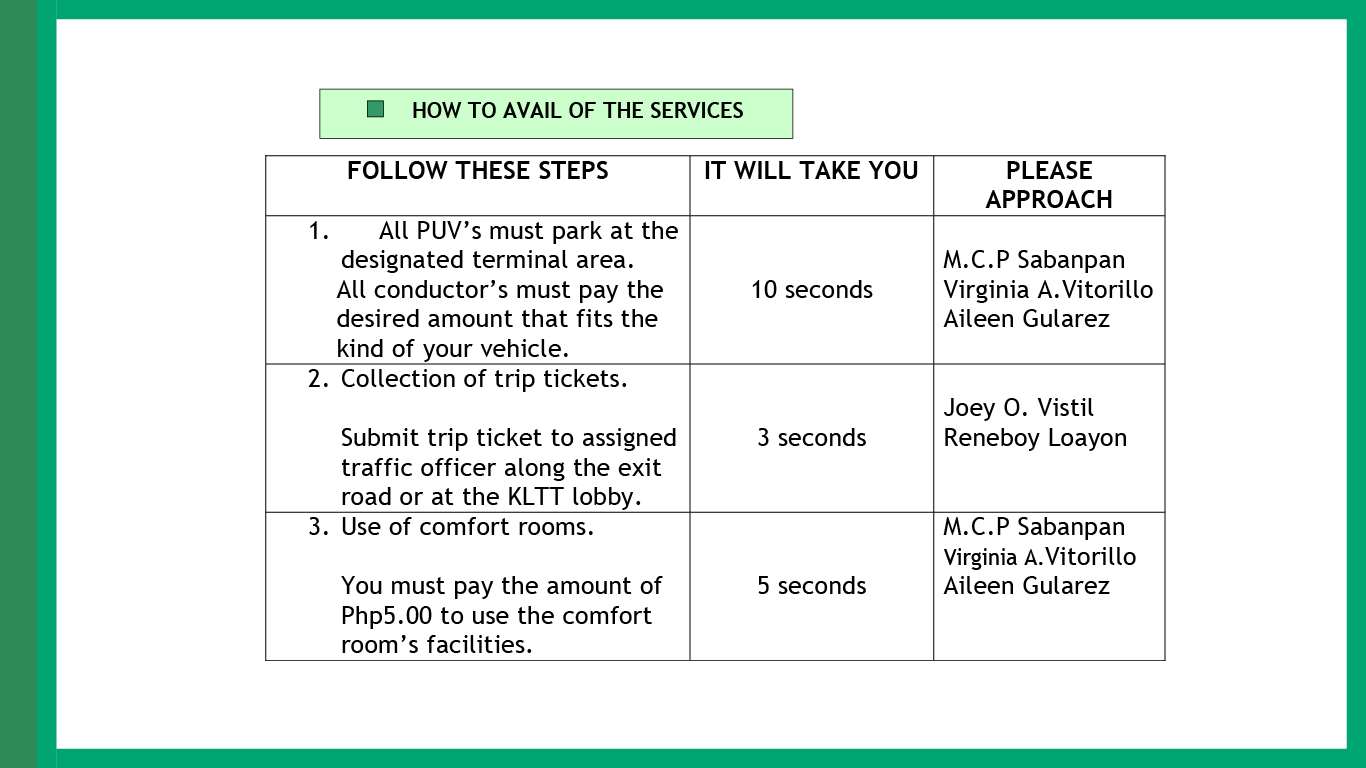 HOW TO AVAIL OF THE SERVICES
FOLLOW THESE STEPS
IT WILL TAKE YOU
PLEASE
APPROACH
1. All PUV’s must park at the
designated terminal area.
All conductor’s must pay the
desired amount that fits the
kind of your vehicle.
10 seconds
M.C.P Sabanpan
Virginia A.Vitorillo
Aileen Gularez
2. Collection of trip tickets.
Submit trip ticket to assigned
traffic officer along the exit
road or at the KLTT lobby.
3 seconds
Joey O. Vistil
Reneboy Loayon
3. Use of comfort rooms.
You must pay the amount of
Php5.00 to use the comfort
room’s facilities.
5 seconds
M.C.P Sabanpan
Virginia A.Vitorillo
Aileen Gularez